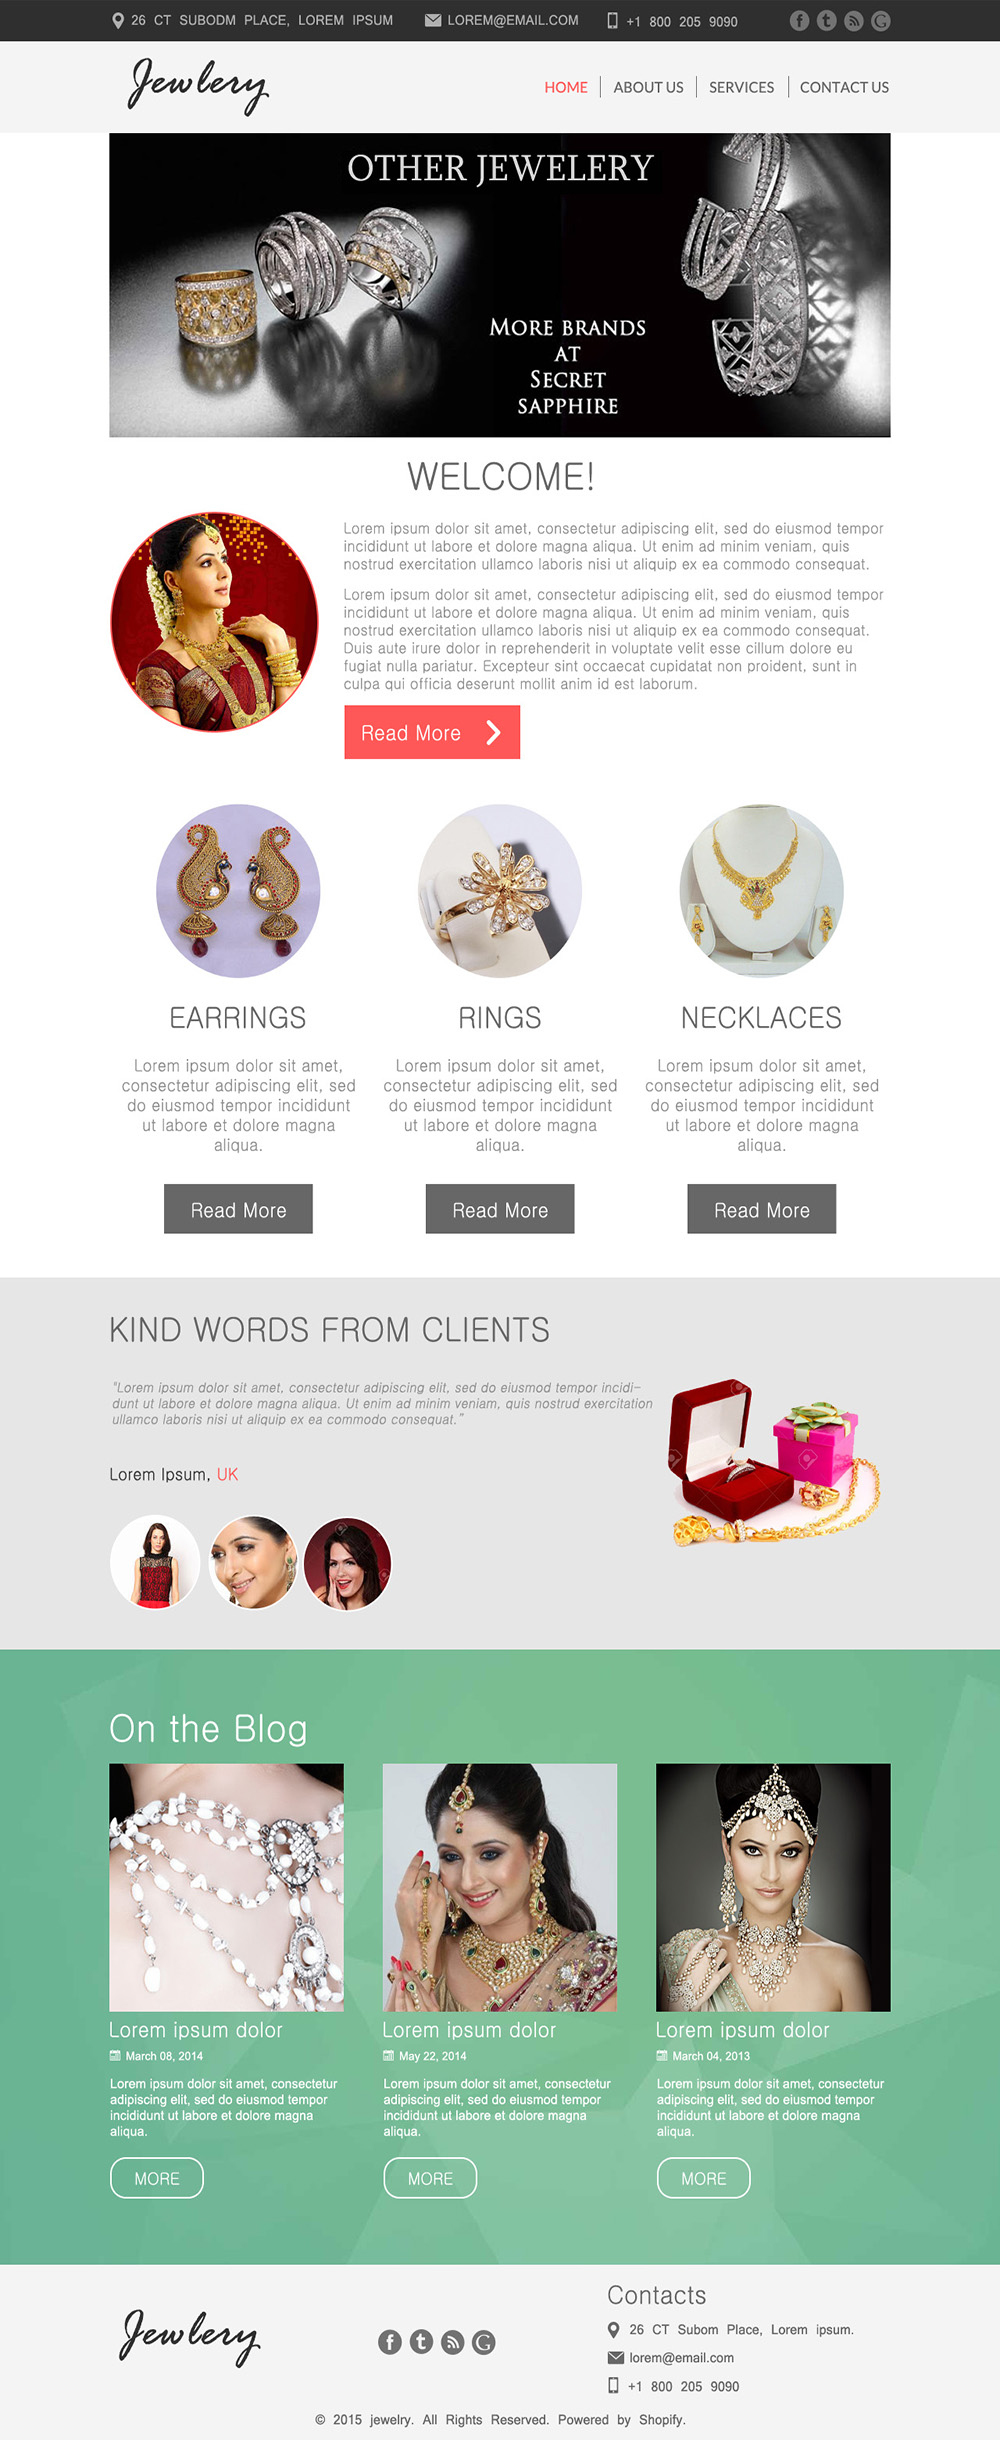 26 CT SUBODM PLACE, LOREM IPSUM
LOREM@EMAIL.COM
+1 800 205 9090
Jewlery
HOME
ABOUT US
SERVICES
CONTACT US
OTHER JEWELERY
MORE BRANDS
AT
SECRET
SAPPHIRE
WELCOME!
Lorem ipsum dolor sit amet, consectetur adipiscing elit, sed do eiusmod tempor
incididunt ut labore et dolore magna aliqua. Ut enim ad minim veniam, quis
nostrud exercitation ullamco laboris nisi ut aliquip ex ea commodo consequat.
Lorem ipsum dolor sit amet, consectetur adipiscing elit, sed do eiusmod tempor
incididunt ut labore et dolore magna aliqua. Ut enim ad minim veniam, quis
nostrud exercitation ullamco laboris nisi ut aliquip ex ea commodo consequat.
Duis aute irure dolor in reprehenderit in voluptate velit esse cillum dolore eu
fugiat nulla pariatur. Excepteur sint occaecat cupidatat non proident, sunt in
culpa qui officia deserunt mollit anim id est laborum.
Read More
EARRINGS
Lorem ipsum dolor sit amet,
consectetur adipiscing elit, sed
do eiusmod tempor incididunt
ut labore et dolore magna
aliqua.
Read More
RINGS
Lorem ipsum dolor sit amet,
consectetur adipiscing elit, sed
do eiusmod tempor incididunt
ut labore et dolore magna
aliqua.
Read More
NECKLACES
Lorem ipsum dolor sit amet,
consectetur adipiscing elit, sed
do eiusmod tempor incididunt
ut labore et dolore magna
aliqua.
Read More
KIND WORDS FROM CLIENTS
"Lorem ipsum dolor sit amet, consectetur adipiscing elit, sed do eiusmod tempor incidi-
dunt ut labore et dolore magna aliqua. Ut enim ad minim veniam, quis nostrud exercitation
ullamco laboris nisi ut aliquip ex ea commodo consequat."
Lorem Ipsum, UK
On the Blog
Lorem ipsum dolor
March 08, 2014
Lorem ipsum dolor sit amet, consectetur
adipiscing elit, sed do eiusmod tempor
incididunt ut labore et dolore magna
aliqua.
MORE
Lorem ipsum dolor
May 22, 2014
Lorem ipsum dolor sit amet, consectetur
adipiscing elit, sed do eiusmod tempor
incididunt ut labore et dolore magna
aliqua.
MORE
Lorem ipsum dolor
March 04, 2013
Lorem ipsum dolor sit amet, consectetur
adipiscing elit, sed do eiusmod tempor
incididunt ut labore et dolore magna
aliqua.
MORE
Jewlery
Contacts
26 CT Subom Place, Lorem ipsum.
lorem@email.com
+1 800 205 9090
© 2015 jewelry. All Rights Reserved. Powered by Shopify.